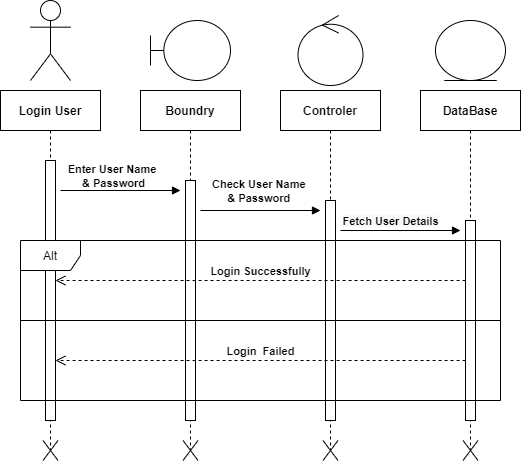 Login User
Boundry
Controler
DataBase
Enter User Name
& Password
Check User Name
& Password
Fetch User Details
Alt
Login Successfully
Login Failed